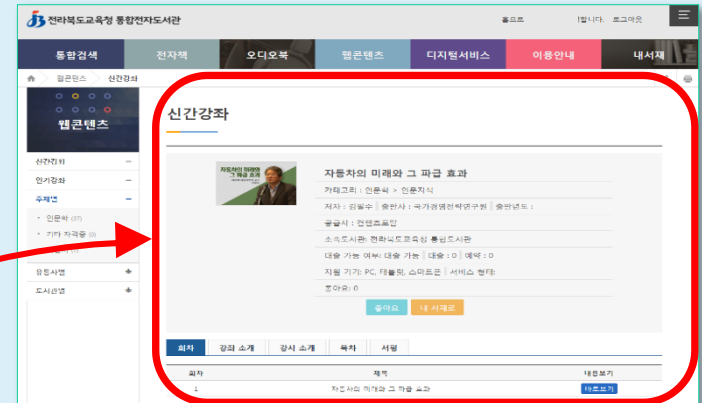 전라북도교육청 통합전자도서관
홈으로 로그아웃
통합검색 전자책 오디오북 웹콘텐츠 디지털서비스 이용안내 내서재
웹콘텐츠 신간강좌
웹콘텐츠
신간강좌
인기강좌
주제별
인문학 (37)
기타 자격증 (0)
유통사별
도서관별
신간강좌
자동차의 미래와
그 파급 효과
자동차의 미래와 그 파급 효과
카테고리 : 인문학 > 인문지식
저자 : 김필수 | 출판사 : 국가경영전략연구원 | 출판년도 :
공급사 : 컨텐츠포탈
소속도서관: 전라북도교육청 통합도서관
대출 가능 여부: 대출 가능 | 대출 : 0 | 예약 : 0
지원 기기: PC, 태블릿, 스마트폰 | 서비스 형태:
좋아요: 0
좋아요 내 서재로
회차 강좌 소개 강사 소개 목차 서평
회차 제목 내용보기
1 자동차의 미래와 그 파급 효과 바로보기